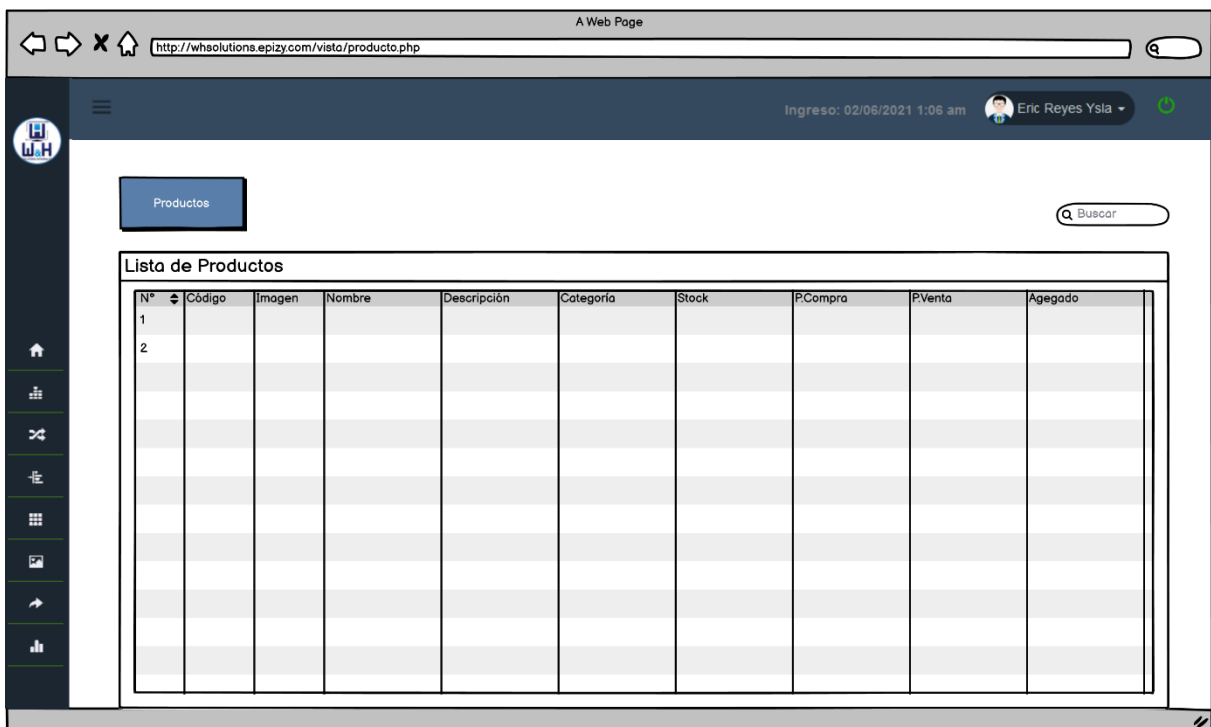 A Web Page
http://whsolutions.epizy.com/vista/producto.php
Ingreso: 02/06/2021 1:06 am Eric Reyes Ysla
W&H
Productos
Buscar
Lista de Productos
N° Código Imagen Nombre Descripción Categoría Stock P.Compra P.Venta Agegado
1
2